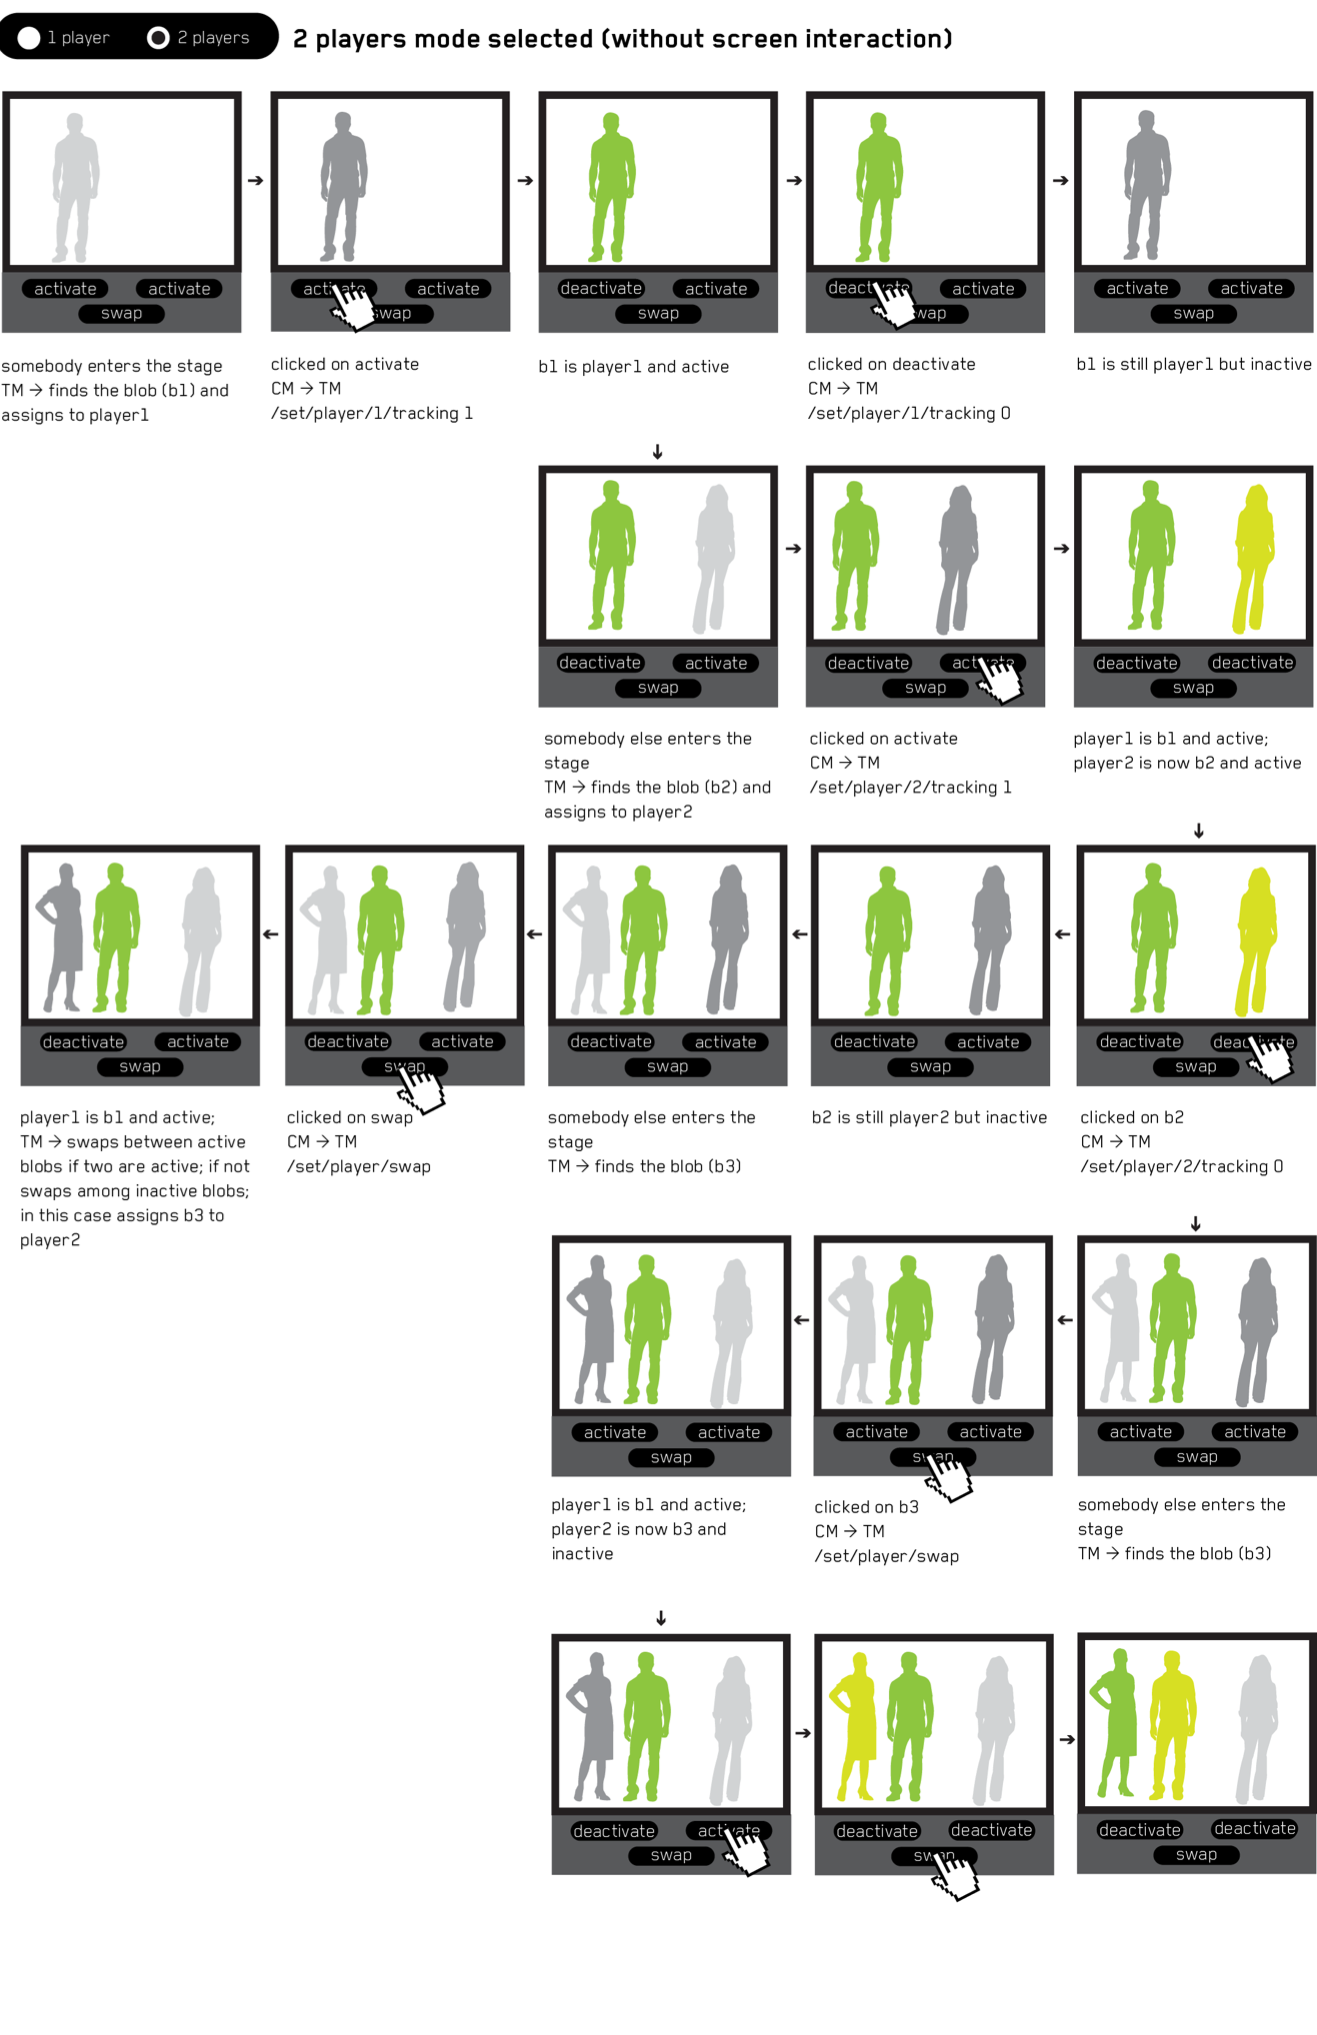 1 player 2 players 2 players mode selected (without screen interaction)
activate activate
swap
somebody enters the stage
TM → finds the blob (b1) and
assigns to player1
activate activate
swap
clicked on activate
CM → TM
/set/player/1/tracking 1
deactivate activate
swap
b1 is player1 and active
deactivate activate
swap
clicked on deactivate
CM → TM
/set/player/1/tracking 0
activate activate
swap
b1 is still player1 but inactive
deactivate activate
swap
somebody else enters the
stage
TM → finds the blob (b2) and
assigns to player2
deactivate activate
swap
clicked on activate
CM → TM
/set/player/2/tracking 1
deactivate deactivate
swap
player1 is b1 and active;
player2 is now b2 and active
deactivate activate
swap
player1 is b1 and active;
TM → swaps between active
blobs if two are active; if not
swaps among inactive blobs;
in this case assigns b3 to
player2
deactivate activate
swap
clicked on swap
CM → TM
/set/player/swap
deactivate activate
swap
somebody else enters the
stage
TM → finds the blob (b3)
deactivate activate
swap
b2 is still player2 but inactive
deactivate deactivate
swap
clicked on b2
CM → TM
/set/player/2/tracking 0
activate activate
swap
player1 is b1 and active;
player2 is now b3 and
inactive
activate activate
swap
clicked on b3
CM → TM
/set/player/swap
activate activate
swap
somebody else enters the
stage
TM → finds the blob (b3)
deactivate activate
swap
deactivate deactivate
swap
deactivate deactivate
swap